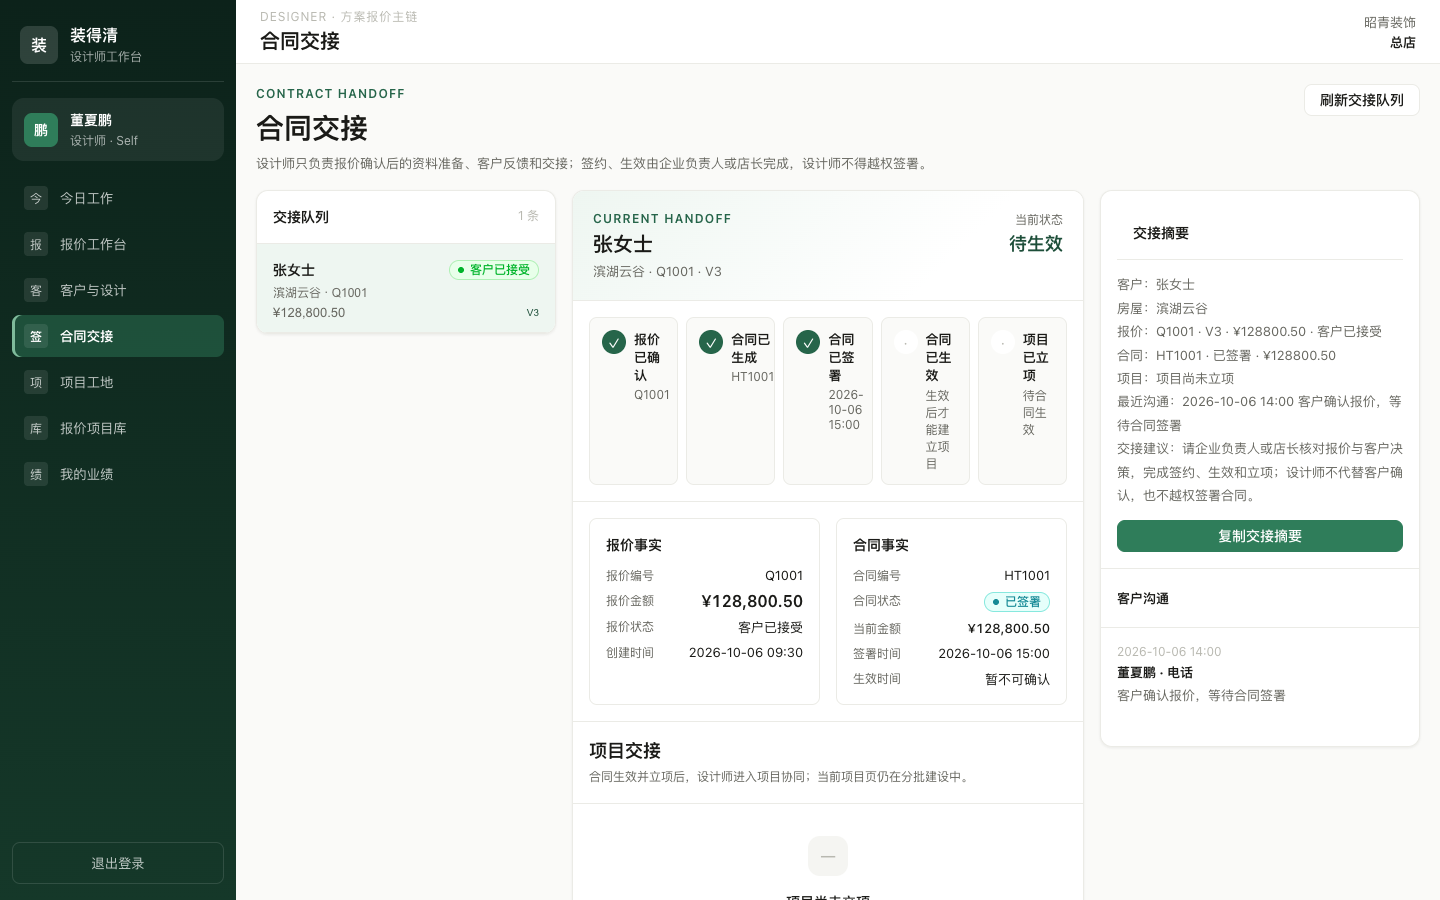 装
装得清
设计师工作台
鹏
董夏鹏
设计师 · Self
今 今日工作
报 报价工作台
客 客户与设计
签 合同交接
项 项目工地
库 报价项目库
绩 我的业绩
退出登录
DESIGNER · 方案报价主链
合同交接
昭青装饰
总店
CONTRACT HANDOFF
合同交接
设计师只负责报价确认后的资料准备、客户反馈和交接；签约、生效由企业负责人或店长完成，设计师不得越权签署。
刷新交接队列
交接队列 1 条
张女士 客户已接受
滨湖云谷 · Q1001
¥128,800.50 V3
CURRENT HANDOFF
张女士
滨湖云谷 · Q1001 · V3
当前状态
待生效
报价
已确
认
Q1001
合同已
生成
HT1001
合同
已签
署
2026-
10-06
15:00
合同
已生
效
生效
后才
能建
立项
目
项目
已立
项
待合
同生
效
报价事实
报价编号 Q1001
报价金额 ¥128,800.50
报价状态 客户已接受
创建时间 2026-10-06 09:30
合同事实
合同编号 HT1001
合同状态 已签署
当前金额 ¥128,800.50
签署时间 2026-10-06 15:00
生效时间 暂不可确认
项目交接
合同生效并立项后，设计师进入项目协同；当前项目页仍在分批建设中。
—
项目尚未立项
交接摘要
客户：张女士
房屋：滨湖云谷
报价：Q1001 · V3 · ¥128800.50 · 客户已接受
合同：HT1001 · 已签署 · ¥128800.50
项目：项目尚未立项
最近沟通：2026-10-06 14:00 客户确认报价，等
待合同签署
交接建议：请企业负责人或店长核对报价与客户决
策，完成签约、生效和立项；设计师不代替客户确
认，也不越权签署合同。
复制交接摘要
客户沟通
2026-10-06 14:00
董夏鹏 · 电话
客户确认报价，等待合同签署